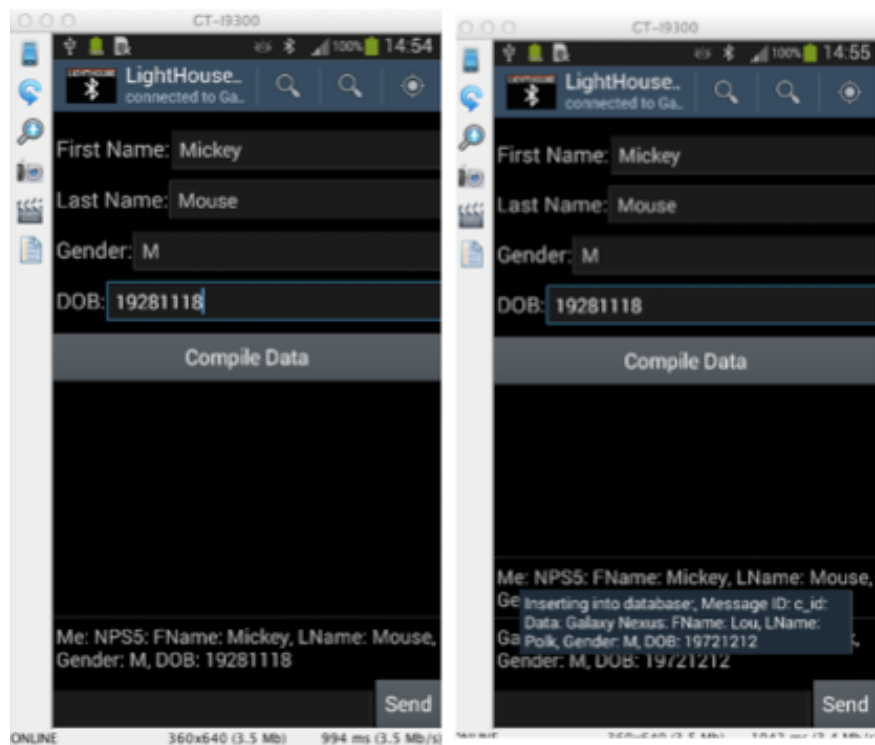 GT-I9300
100% 14:54
LightHouse..
connected to Ga..
First Name: Mickey
Last Name: Mouse
Gender: M
DOB: 19281118
Compile Data
Me: NPS5: FName: Mickey, LName: Mouse,
Gender: M, DOB: 19281118
Send
ONLINE 360x640 (3.5 Mb) 994 ms (3.5 Mb/s)
GT-I9300
100% 14:55
LightHouse..
connected to Ga..
First Name: Mickey
Last Name: Mouse
Gender: M
DOB: 19281118
Compile Data
Me: NPS5: FName: Mickey, LName: Mouse,
Ge
Inserting into database:, Message ID: c_id:
Data: Galaxy Nexus: FName: Lou, LName:
Polk, Gender: M, DOB: 19721212
Ga k,
Gender: M, DOB: 19721212
Send